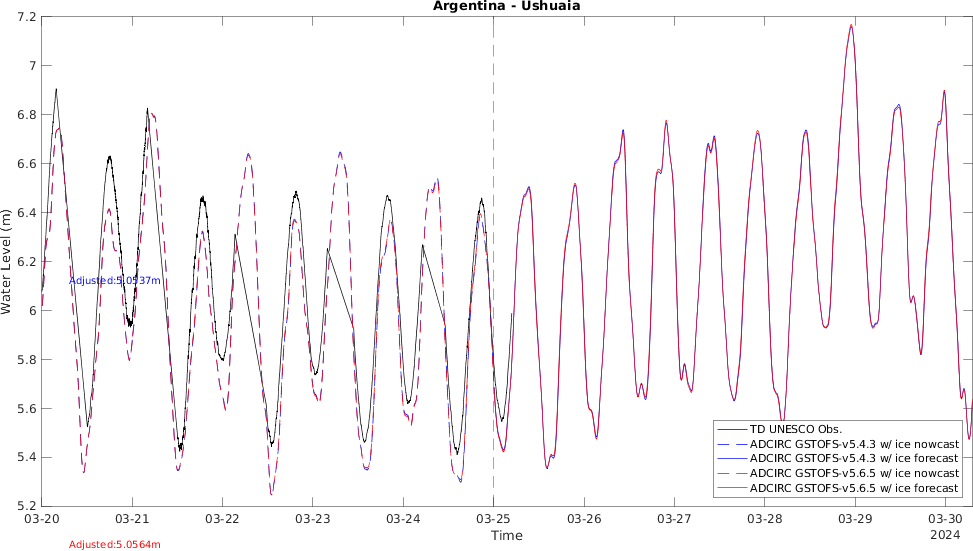 Argentina - Ushuaia
7.2
7
6.8
6.6
6.4
6.2
6
5.8
5.6
5.4
5.2
Water Level (m)
Adjusted:5.0537m
TD UNESCO Obs.
ADCIRC GSTOFS-v5.4.3 w/ ice nowcast
ADCIRC GSTOFS-v5.4.3 w/ ice forecast
ADCIRC GSTOFS-v5.6.5 w/ ice nowcast
ADCIRC GSTOFS-v5.6.5 w/ ice forecast
03-20 03-21 03-22 03-23 03-24 03-25 03-26 03-27 03-28 03-29 03-30
Time
2024
Adjusted:5.0564m